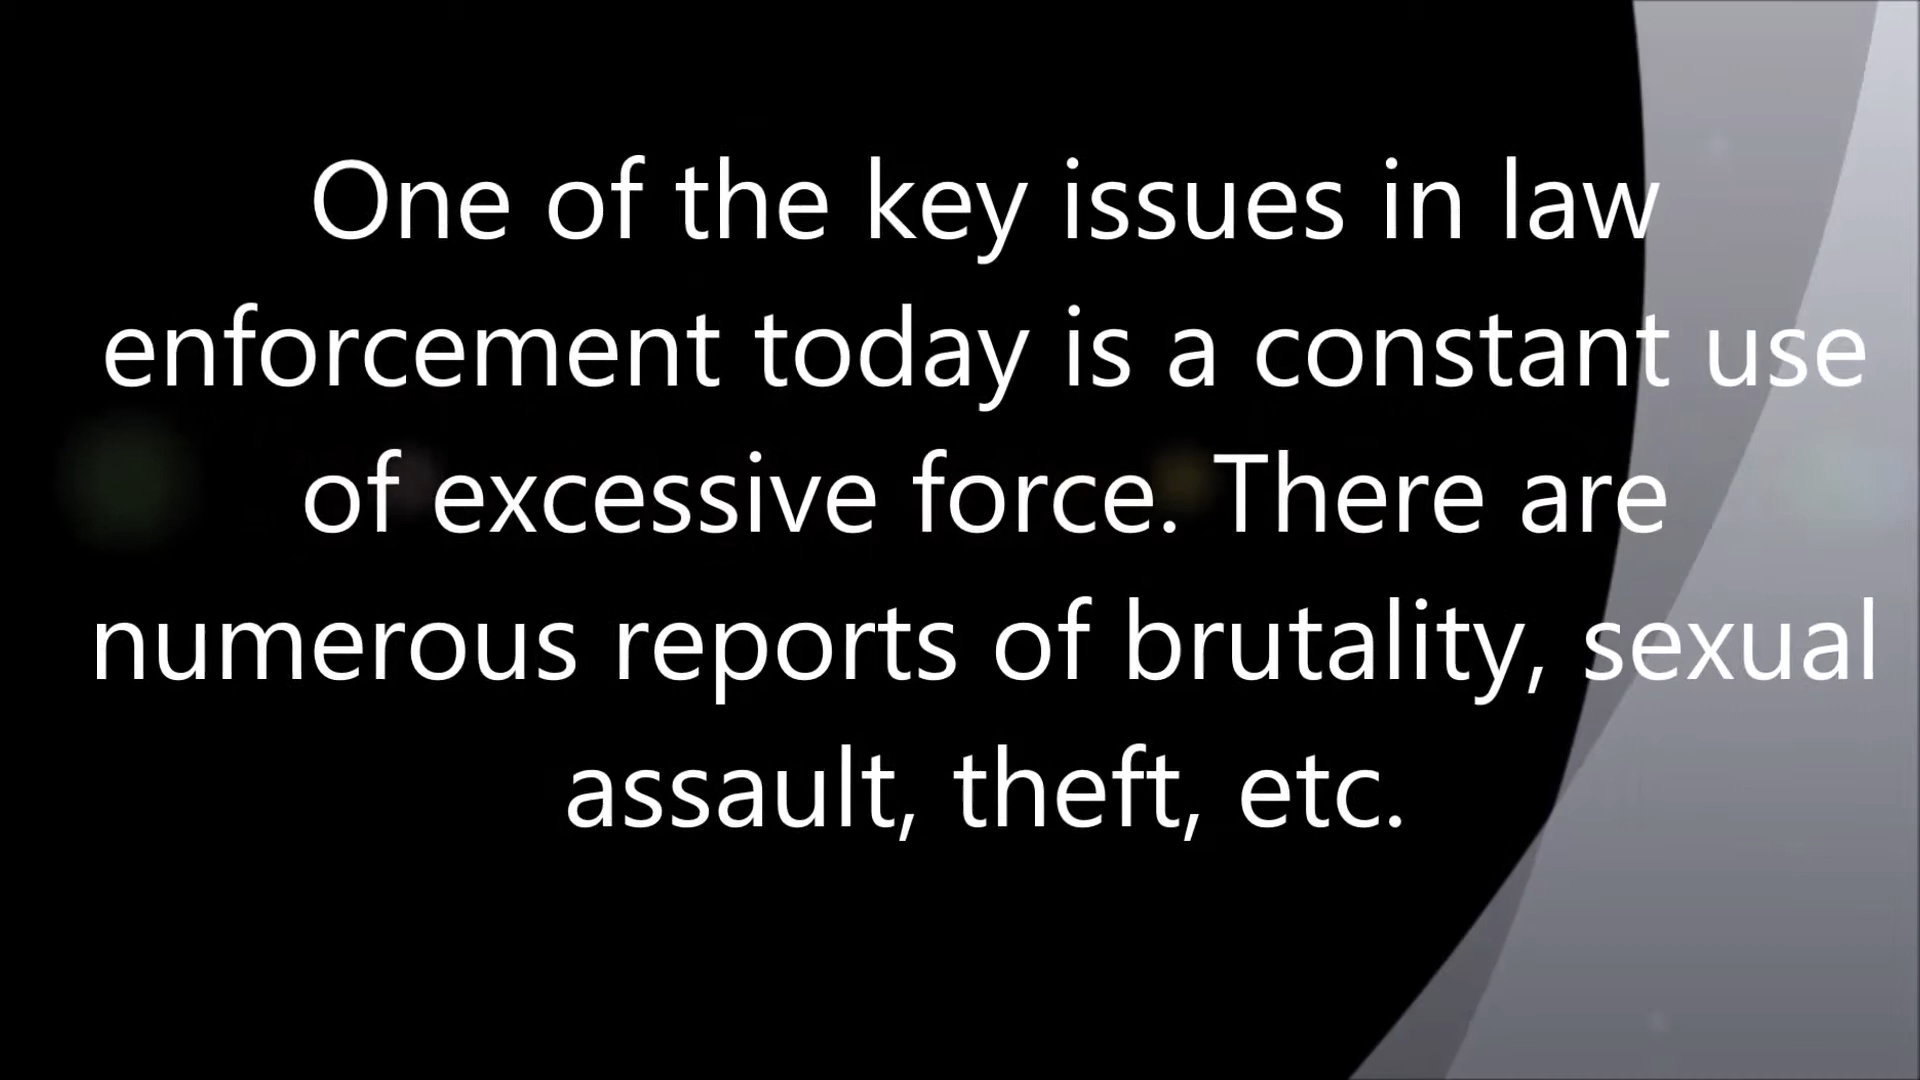 One of the key issues in law
enforcement today is a constant use
of excessive force. There are
numerous reports of brutality, sexual
assault, theft, etc.